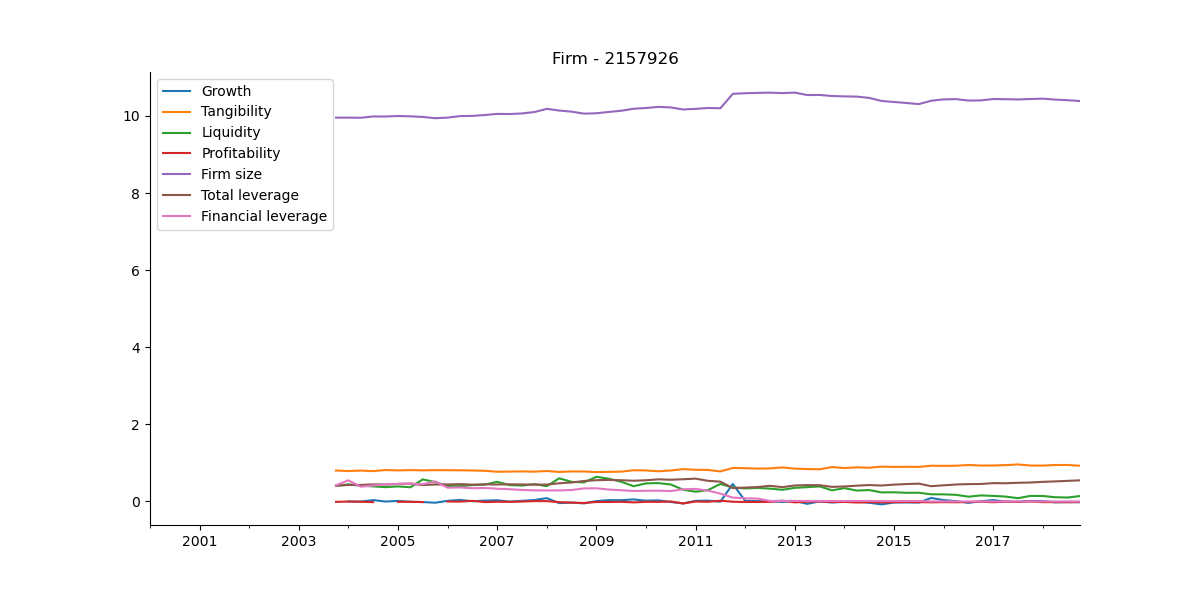 Firm - 2157926
Growth
Tangibility
Liquidity
Profitability
Firm size
Total leverage
Financial leverage
10
8
6
4
2
0
2001 2003 2005 2007 2009 2011 2013 2015 2017